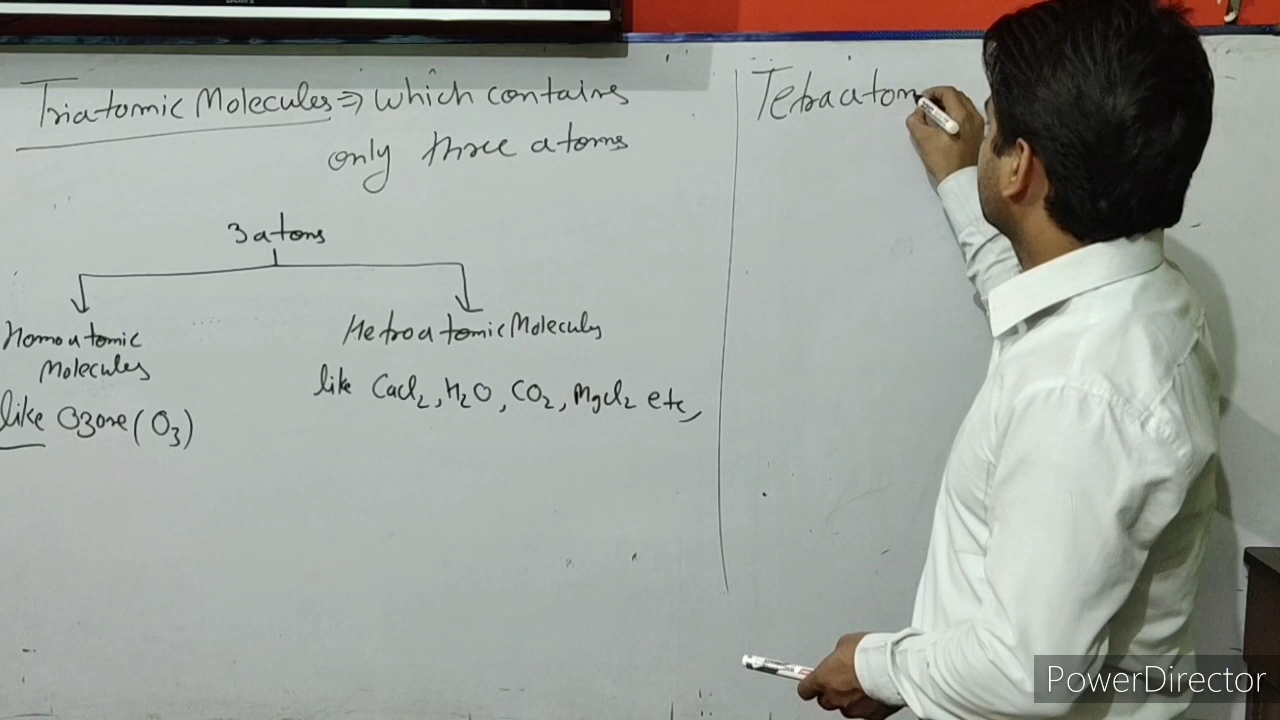 Triatomic Molecules ⇒ which contains
only three atoms
3 atoms
Homoatomic
Molecules
like Ozone (O₃)
Hetroatomic Molecules
like CaCl₂, H₂O, CO₂, MgCl₂ etc,
Tetraatom
PowerDirector